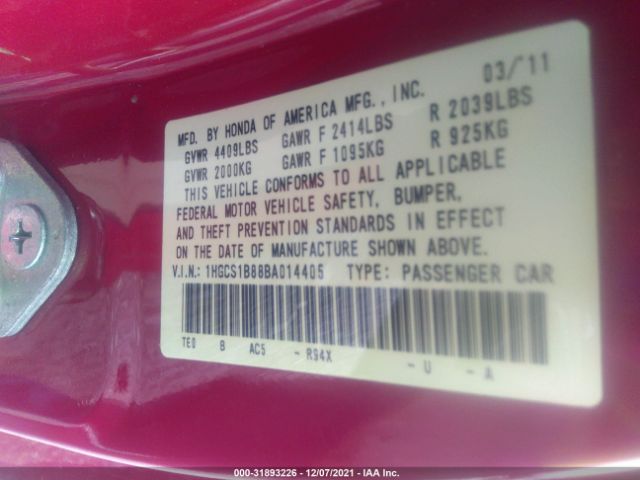 MFD. BY HONDA OF AMERICA MFG., INC. 03/'11
GVWR 4409LBS GAWR F 2414LBS R 2039LBS
GVWR 2000KG GAWR F 1095KG R 925KG
THIS VEHICLE CONFORMS TO ALL APPLICABLE
FEDERAL MOTOR VEHICLE SAFETY, BUMPER,
AND THEFT PREVENTION STANDARDS IN EFFECT
ON THE DATE OF MANUFACTURE SHOWN ABOVE.
V.I.N.: 1HGCS1B88BA014405 TYPE: PASSENGER CAR
TE0 B AC5 - R94X - U - A
000-31893226 - 12/07/2021 - IAA Inc.